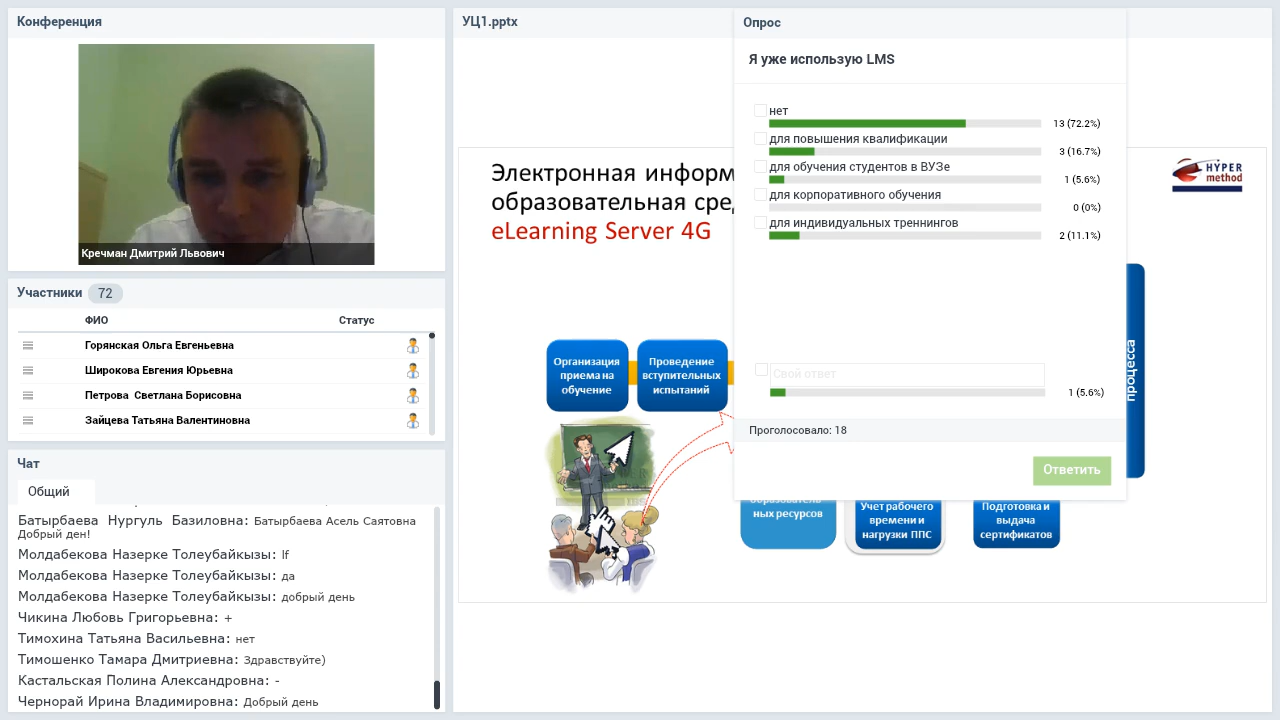 Конференция
Кречман Дмитрий Львович
Участники 72
ФИО Статус
Горянская Ольга Евгеньевна
Широкова Евгения Юрьевна
Петрова Светлана Борисовна
Зайцева Татьяна Валентиновна
Чат
Общий
Батырбаева Нургуль Базиловна: Батырбаева Асель Саятовна
Добрый ден!
Молдабекова Назерке Толеубайкызы: lf
Молдабекова Назерке Толеубайкызы: да
Молдабекова Назерке Толеубайкызы: добрый день
Чикина Любовь Григорьевна: +
Тимохина Татьяна Васильевна: нет
Тимошенко Тамара Дмитриевна: Здравствуйте)
Кастальская Полина Александровна: -
Чернорай Ирина Владимировна: Добрый день
УЦ1.pptx
Электронная информ
образовательная сре
eLearning Server 4G
HYPER
method
Организация
приема на
обучение
Проведение
вступительных
испытаний
процесса
ных ресурсов
Учет рабочего
времени и
нагрузки ППС
Подготовка и
выдача
сертификатов
Опрос
Я уже использую LMS
нет
13 (72.2%)
для повышения квалификации
3 (16.7%)
для обучения студентов в ВУЗе
1 (5.6%)
для корпоративного обучения
0 (0%)
для индивидуальных треннингов
2 (11.1%)
Свой ответ
1 (5.6%)
Проголосовало: 18
Ответить